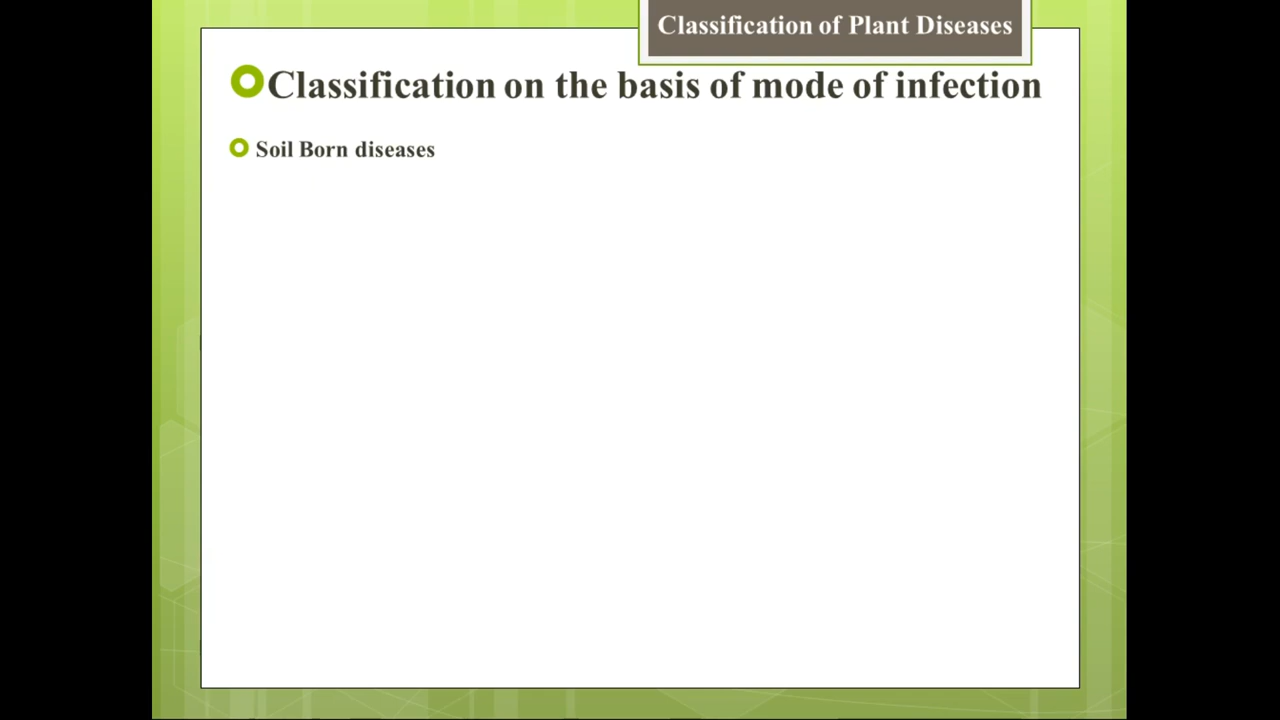 Classification of Plant Diseases
Classification on the basis of mode of infection
Soil Born diseases